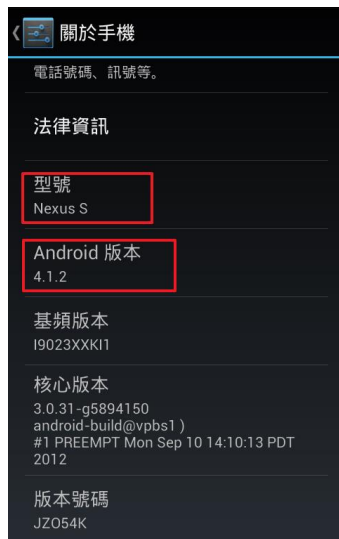 關於手機
電話號碼、訊號等。
法律資訊
型號
Nexus S
Android 版本
4.1.2
基頻版本
I9023XXKI1
核心版本
3.0.31-g5894150
android-build@vpbs1 )
#1 PREEMPT Mon Sep 10 14:10:13 PDT
2012
版本號碼
JZO54K